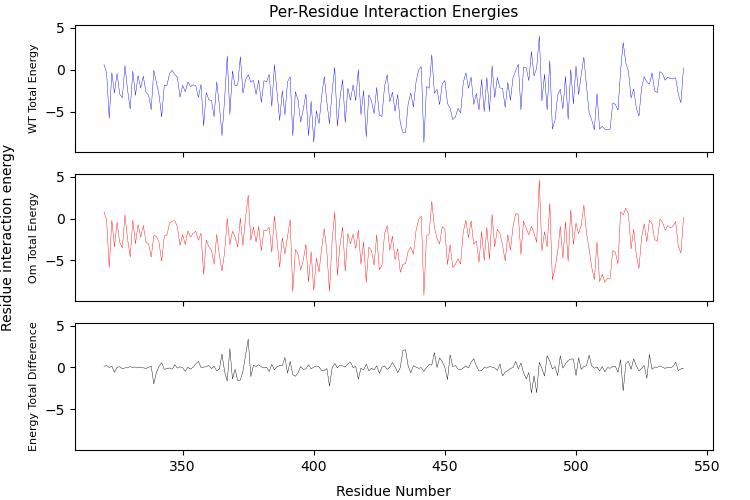 Per-Residue Interaction Energies
Residue interaction energy
WT Total Energy
5
0
−5
Om Total Energy
5
0
−5
Energy Total Difference
5
0
−5
350
400
450
500
550
Residue Number